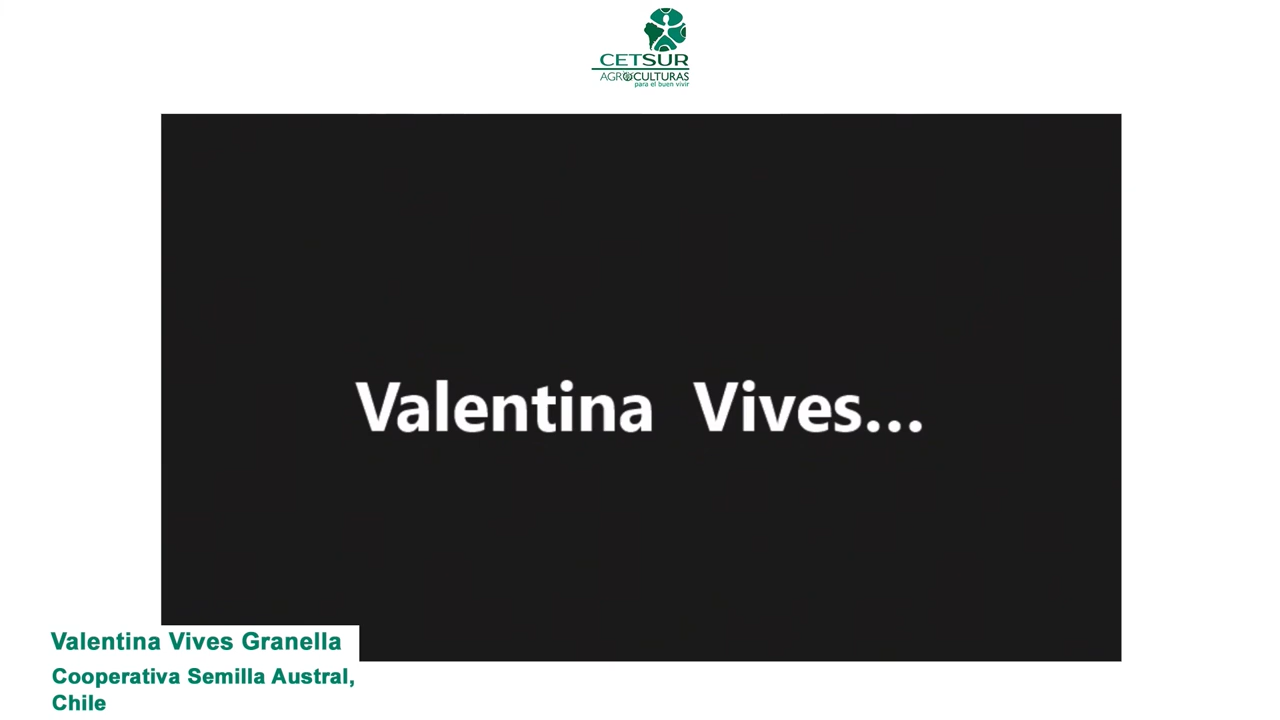 CETSUR
AGROCULTURAS
para el buen vivir
Valentina Vives...
Valentina Vives Granella
Cooperativa Semilla Austral,
Chile